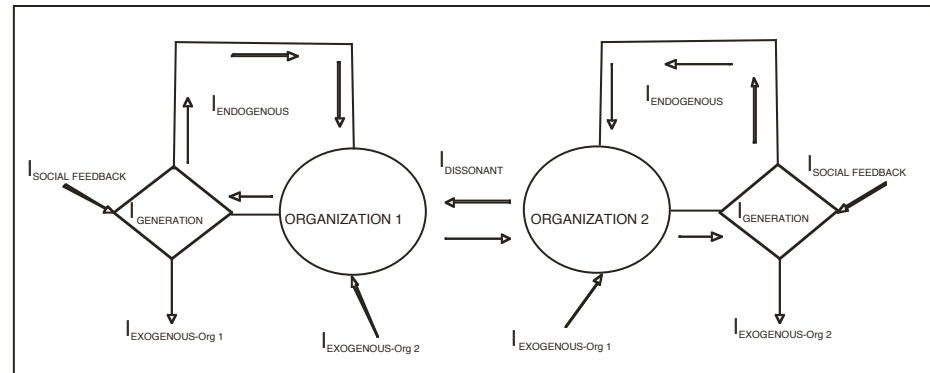 I ENDOGENOUS
I ENDOGENOUS
I DISSONANT
I SOCIAL FEEDBACK
I SOCIAL FEEDBACK
I GENERATION
ORGANIZATION 1
ORGANIZATION 2
I GENERATION
I EXOGENOUS-Org 1
I EXOGENOUS-Org 2
I EXOGENOUS-Org 1
I EXOGENOUS-Org 2